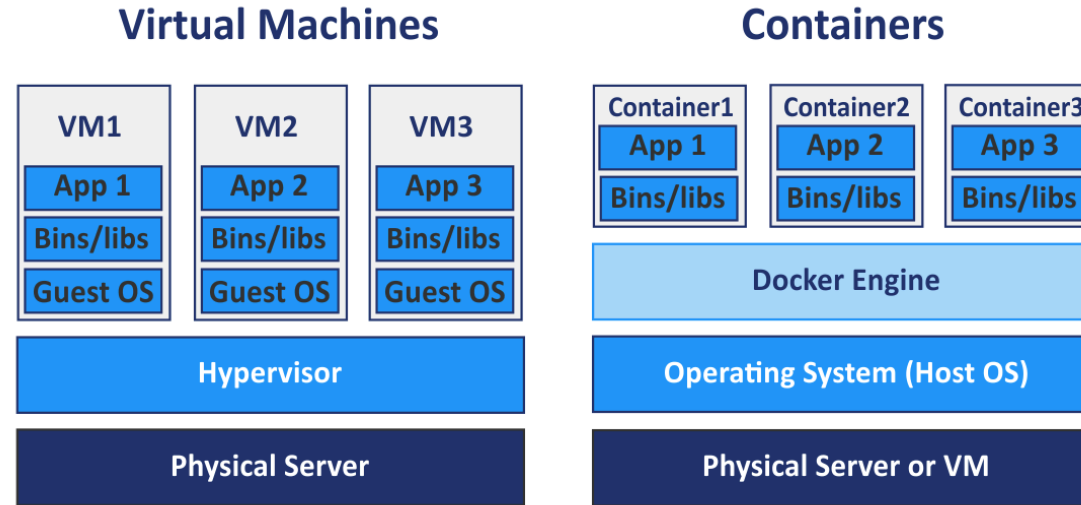 Virtual Machines
VM1
App 1
Bins/libs
Guest OS
VM2
App 2
Bins/libs
Guest OS
VM3
App 3
Bins/libs
Guest OS
Hypervisor
Physical Server
Containers
Container1
App 1
Bins/libs
Container2
App 2
Bins/libs
Container3
App 3
Bins/libs
Docker Engine
Operating System (Host OS)
Physical Server or VM